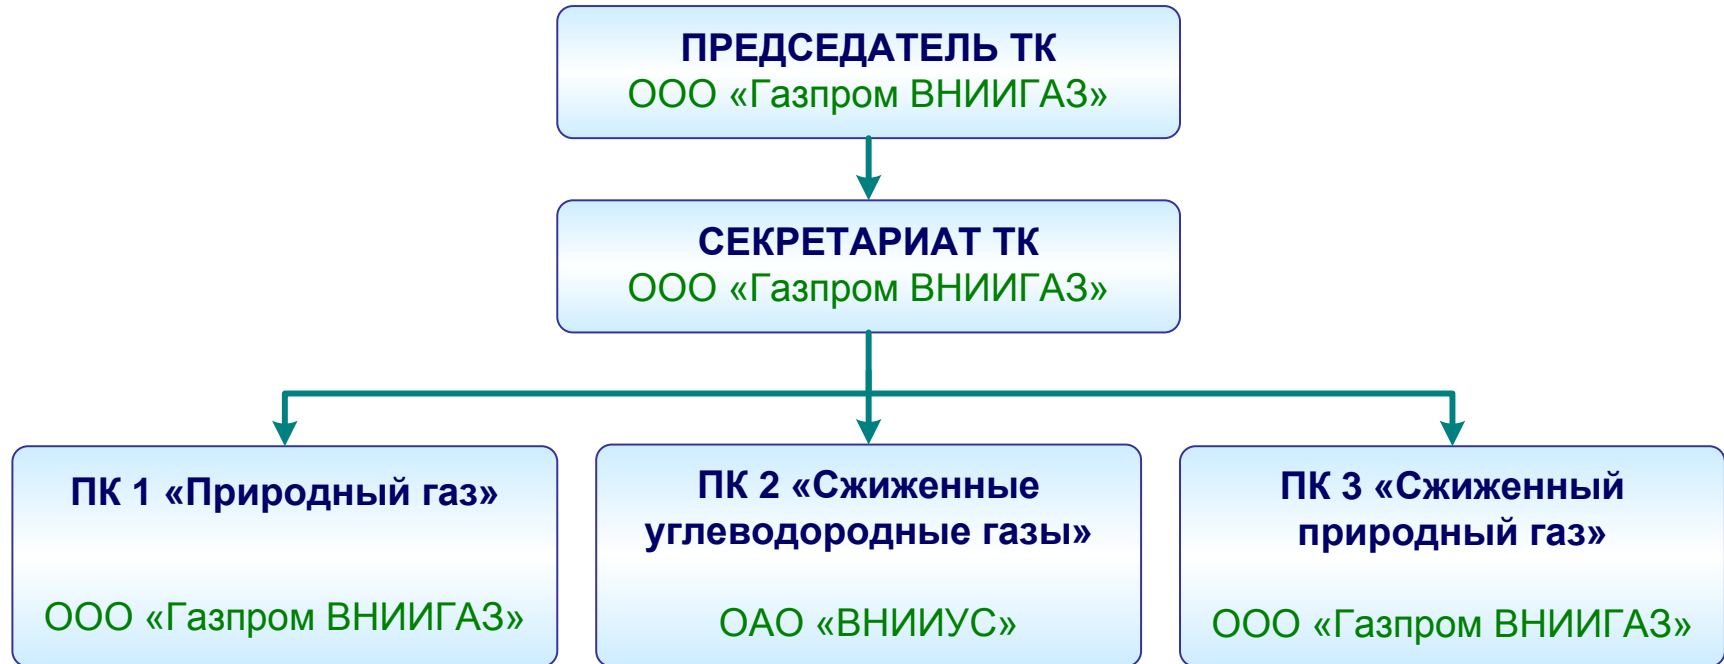 ПРЕДСЕДАТЕЛЬ ТК
ООО «Газпром ВНИИГАЗ»
СЕКРЕТАРИАТ ТК
ООО «Газпром ВНИИГАЗ»
ПК 1 «Природный газ»
ООО «Газпром ВНИИГАЗ»
ПК 2 «Сжиженные
углеводородные газы»
ОАО «ВНИИУС»
ПК 3 «Сжиженный
природный газ»
ООО «Газпром ВНИИГАЗ»